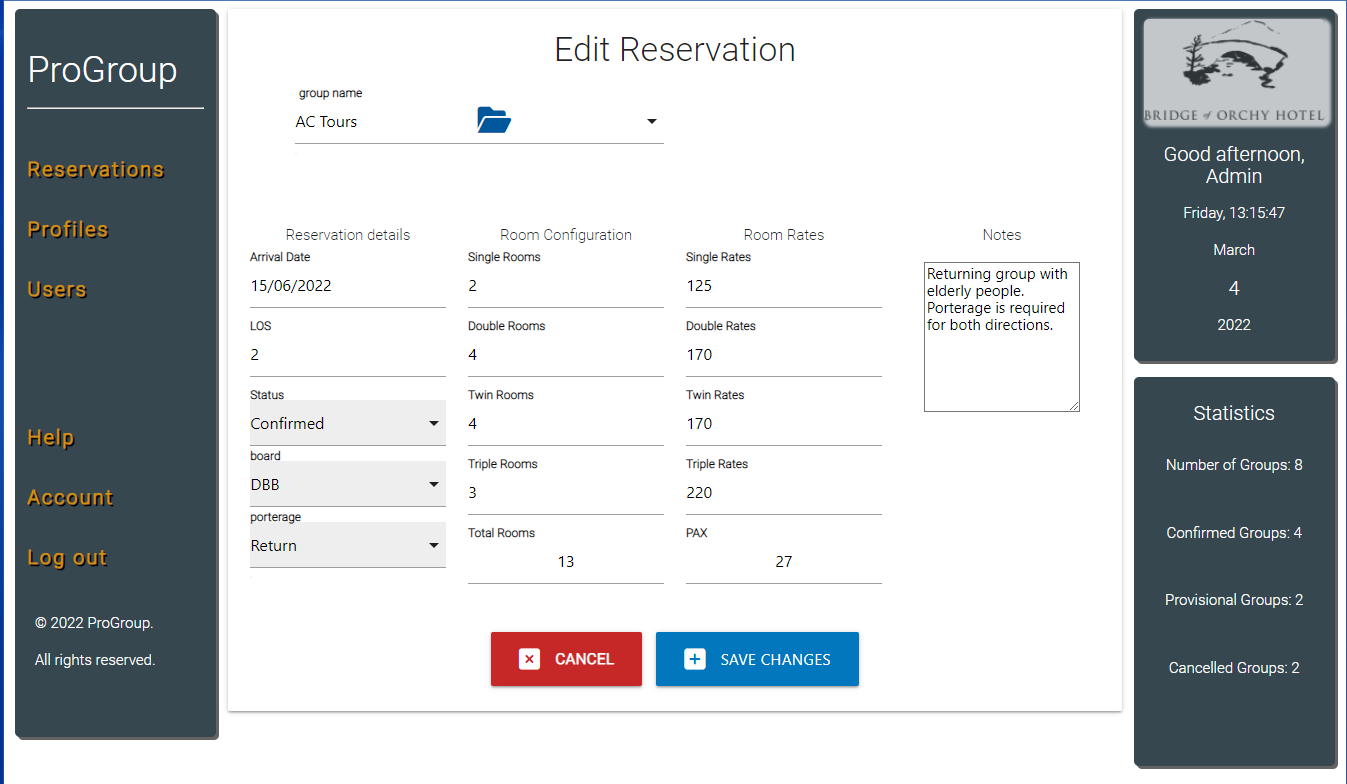 ProGroup
Reservations
Profiles
Users
Help
Account
Log out
© 2022 ProGroup.
All rights reserved.
Edit Reservation
group name
AC Tours
Reservation details
Arrival Date
15/06/2022
LOS
2
Status
Confirmed
board
DBB
porterage
Return
Room Configuration
Single Rooms
2
Double Rooms
4
Twin Rooms
4
Triple Rooms
3
Total Rooms
13
Room Rates
Single Rates
125
Double Rates
170
Twin Rates
170
Triple Rates
220
PAX
27
Notes
Returning group with
elderly people.
Porterage is required
for both directions.
CANCEL
SAVE CHANGES
BRIDGE of ORCHY HOTEL
Good afternoon,
Admin
Friday, 13:15:47
March
4
2022
Statistics
Number of Groups: 8
Confirmed Groups: 4
Provisional Groups: 2
Cancelled Groups: 2